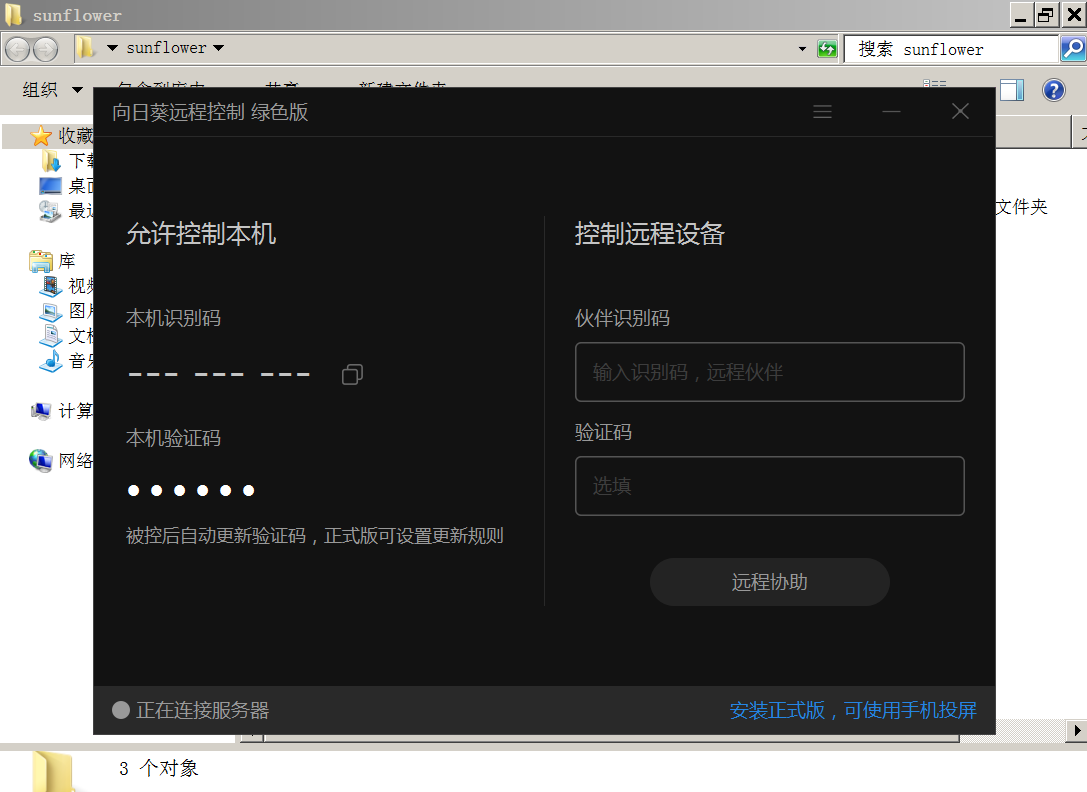 sunflower
sunflower
搜索 sunflower
组织
向日葵远程控制 绿色版
收藏
下载
桌面
最近
库
视频
图片
文档
音乐
计算
网络
文件夹
允许控制本机
本机识别码
--- --- ---
本机验证码
●●●●●●
被控后自动更新验证码，正式版可设置更新规则
控制远程设备
伙伴识别码
输入识别码，远程伙伴
验证码
选填
远程协助
正在连接服务器
安装正式版，可使用手机投屏
3 个对象